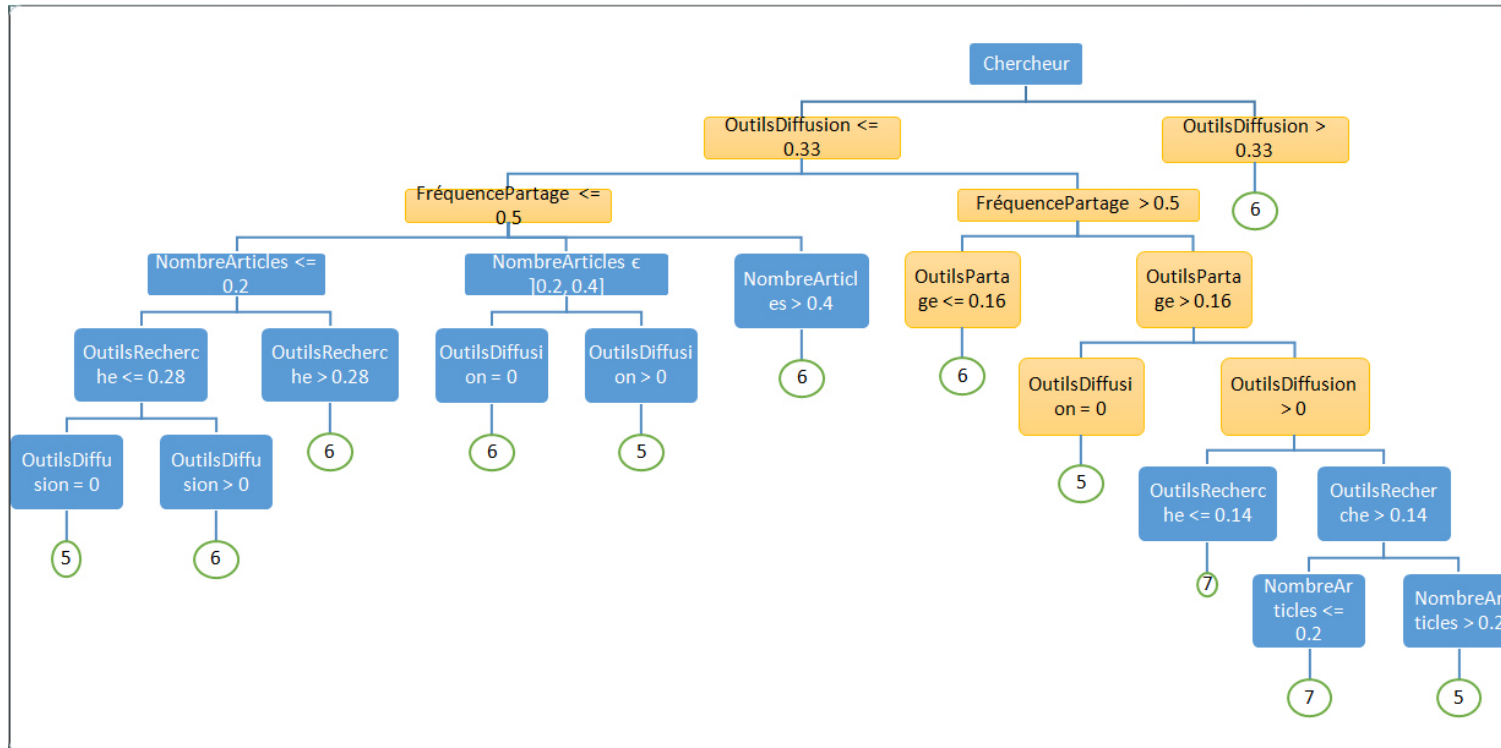 Chercheur
OutilsDiffusion <=
0.33
OutilsDiffusion >
0.33
FréquencePartage <=
0.5
FréquencePartage > 0.5
6
NombreArticles <=
0.2
NombreArticles ϵ
]0.2, 0.4]
NombreArticl
es > 0.4
OutilsParta
ge <= 0.16
OutilsParta
ge > 0.16
OutilsRecherc
he <= 0.28
OutilsRecherc
he > 0.28
OutilsDiffusi
on = 0
OutilsDiffusi
on > 0
6
6
OutilsDiffusi
on = 0
OutilsDiffusion
> 0
OutilsDiffu
sion = 0
OutilsDiffu
sion > 0
6
6
5
5
OutilsRecherc
he <= 0.14
OutilsRecher
che > 0.14
5
6
7
NombreAr
ticles <=
0.2
NombreAr
ticles > 0.2
7
5